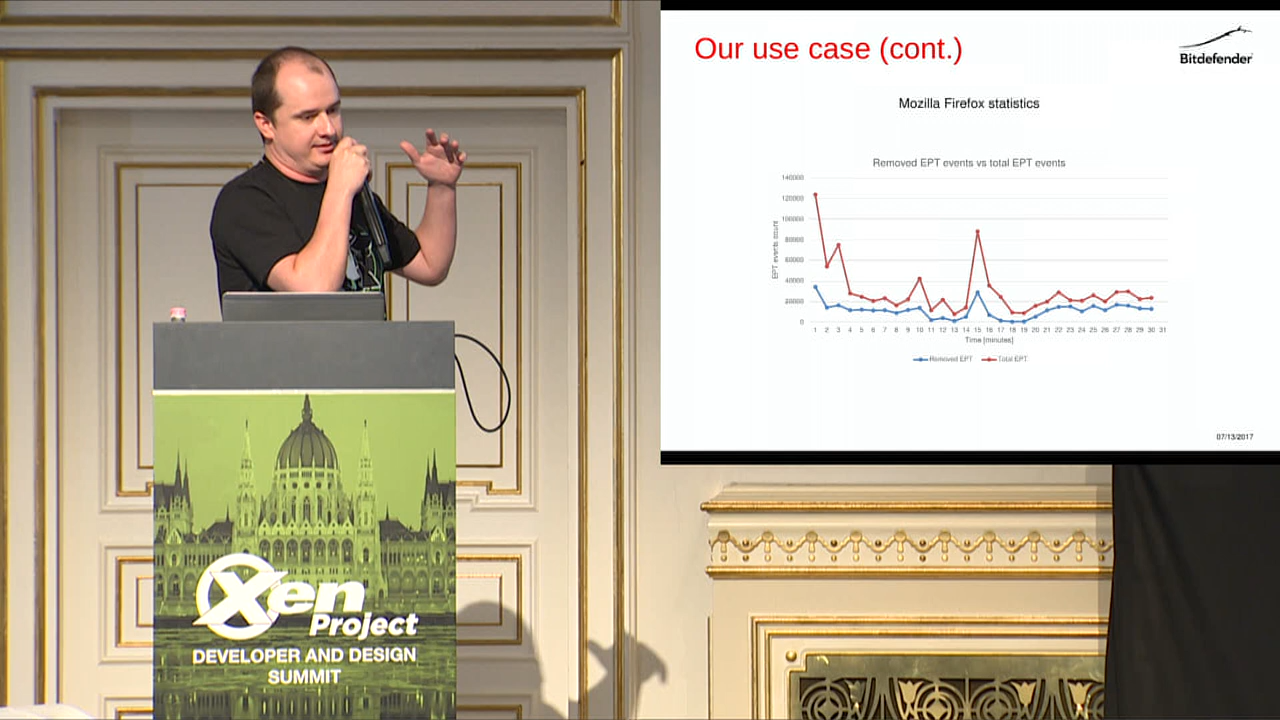 Our use case (cont.)
Bitdefender
Mozilla Firefox statistics
Removed EPT events vs total EPT events
140000
120000
100000
80000
60000
40000
20000
0
EPT events count
1 2 3 4 5 6 7 8 9 10 11 12 13 14 15 16 17 18 19 20 21 22 23 24 25 26 27 28 29 30 31
Time [minutes]
Removed EPT Total EPT
07/13/2017
Xen
Project
DEVELOPER AND DESIGN
SUMMIT